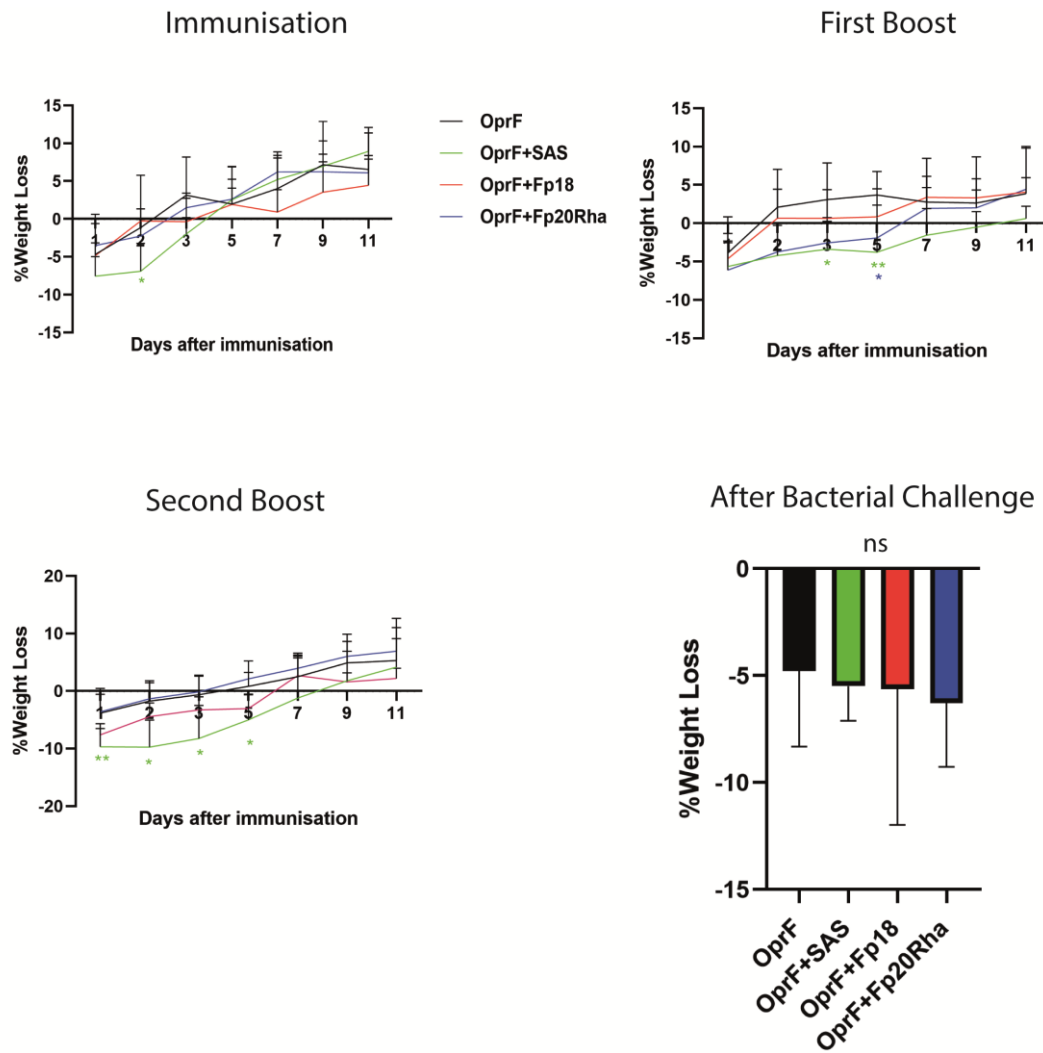 Immunisation
15
10
5
0
-5
-10
-15
%Weight Loss
1 2 3 5 7 9 11
*
Days after immunisation
OprF
OprF+SAS
OprF+Fp18
OprF+Fp20Rha
First Boost
15
10
5
0
-5
-10
-15
%Weight Loss
1 2 3 5 7 9 11
* **
*
Days after immunisation
Second Boost
20
10
0
-10
-20
%Weight Loss
1 2 3 5 7 9 11
** * * *
Days after immunisation
After Bacterial Challenge
ns
0
-5
-10
-15
%Weight Loss
OprF
OprF+SAS
OprF+Fp18
OprF+Fp20Rha